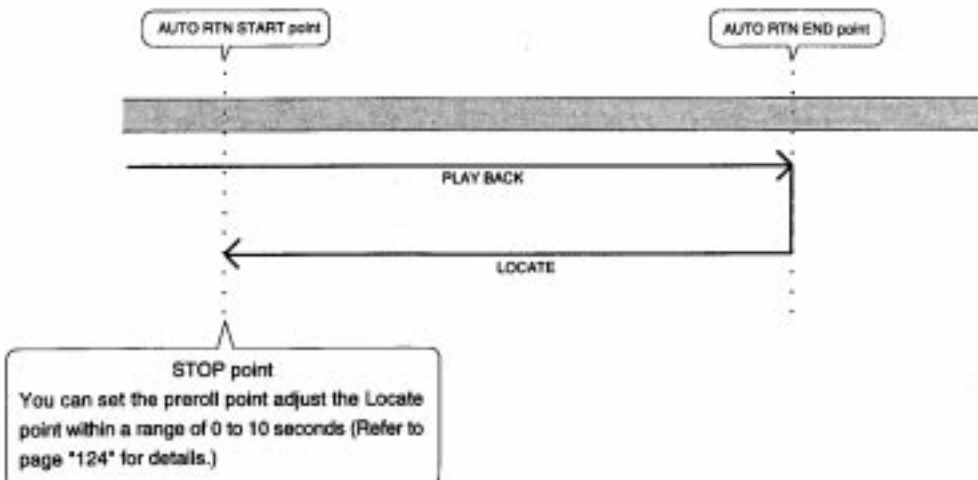 AUTO RTN START point
AUTO RTN END point
PLAY BACK
LOCATE
STOP point
You can set the preroll point adjust the Locate
point within a range of 0 to 10 seconds (Refer to
page "124" for details.)